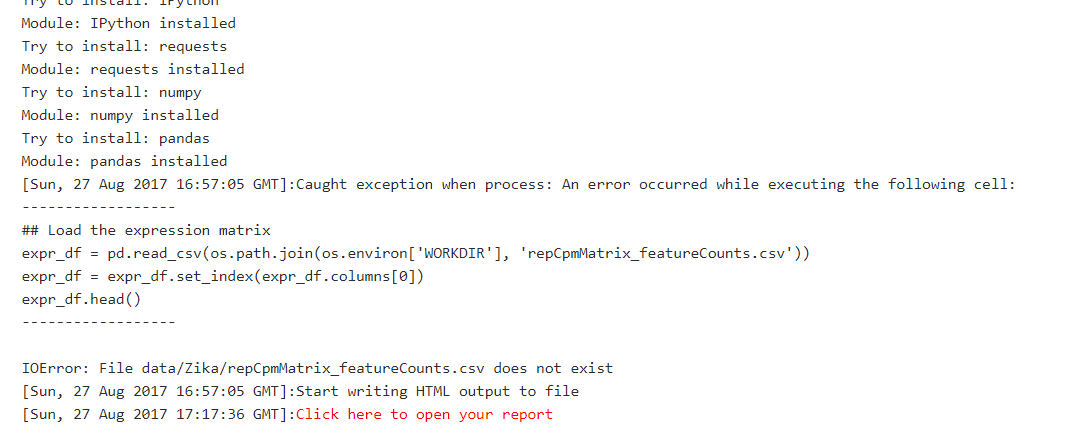 Try to install: IPython
Module: IPython installed
Try to install: requests
Module: requests installed
Try to install: numpy
Module: numpy installed
Try to install: pandas
Module: pandas installed
[Sun, 27 Aug 2017 16:57:05 GMT]:Caught exception when process: An error occurred while executing the following cell:
------------------
## Load the expression matrix
expr_df = pd.read_csv(os.path.join(os.environ['WORKDIR'], 'repCpmMatrix_featureCounts.csv'))
expr_df = expr_df.set_index(expr_df.columns[0])
expr_df.head()
------------------
IOError: File data/Zika/repCpmMatrix_featureCounts.csv does not exist
[Sun, 27 Aug 2017 16:57:05 GMT]:Start writing HTML output to file
[Sun, 27 Aug 2017 17:17:36 GMT]:Click here to open your report